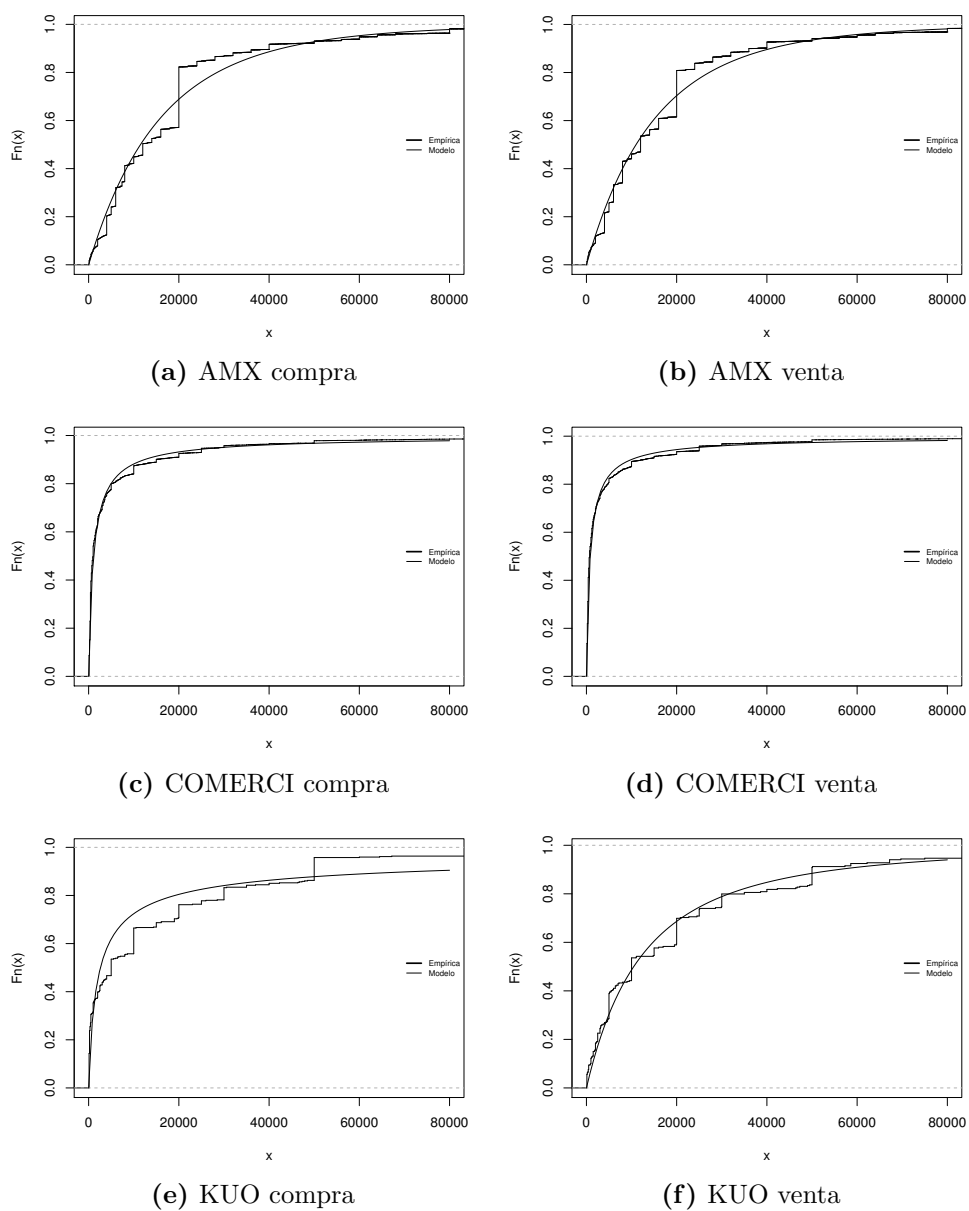 Fn(x)
1.0
0.8
0.6
0.4
0.2
0.0
Empírica
Modelo
0 20000 40000 60000 80000
x
(a) AMX compra
Fn(x)
1.0
0.8
0.6
0.4
0.2
0.0
Empírica
Modelo
0 20000 40000 60000 80000
x
(b) AMX venta
Fn(x)
1.0
0.8
0.6
0.4
0.2
0.0
Empírica
Modelo
0 20000 40000 60000 80000
x
(c) COMERCI compra
Fn(x)
1.0
0.8
0.6
0.4
0.2
0.0
Empírica
Modelo
0 20000 40000 60000 80000
x
(d) COMERCI venta
Fn(x)
1.0
0.8
0.6
0.4
0.2
0.0
Empírica
Modelo
0 20000 40000 60000 80000
x
(e) KUO compra
Fn(x)
1.0
0.8
0.6
0.4
0.2
0.0
Empírica
Modelo
0 20000 40000 60000 80000
x
(f) KUO venta